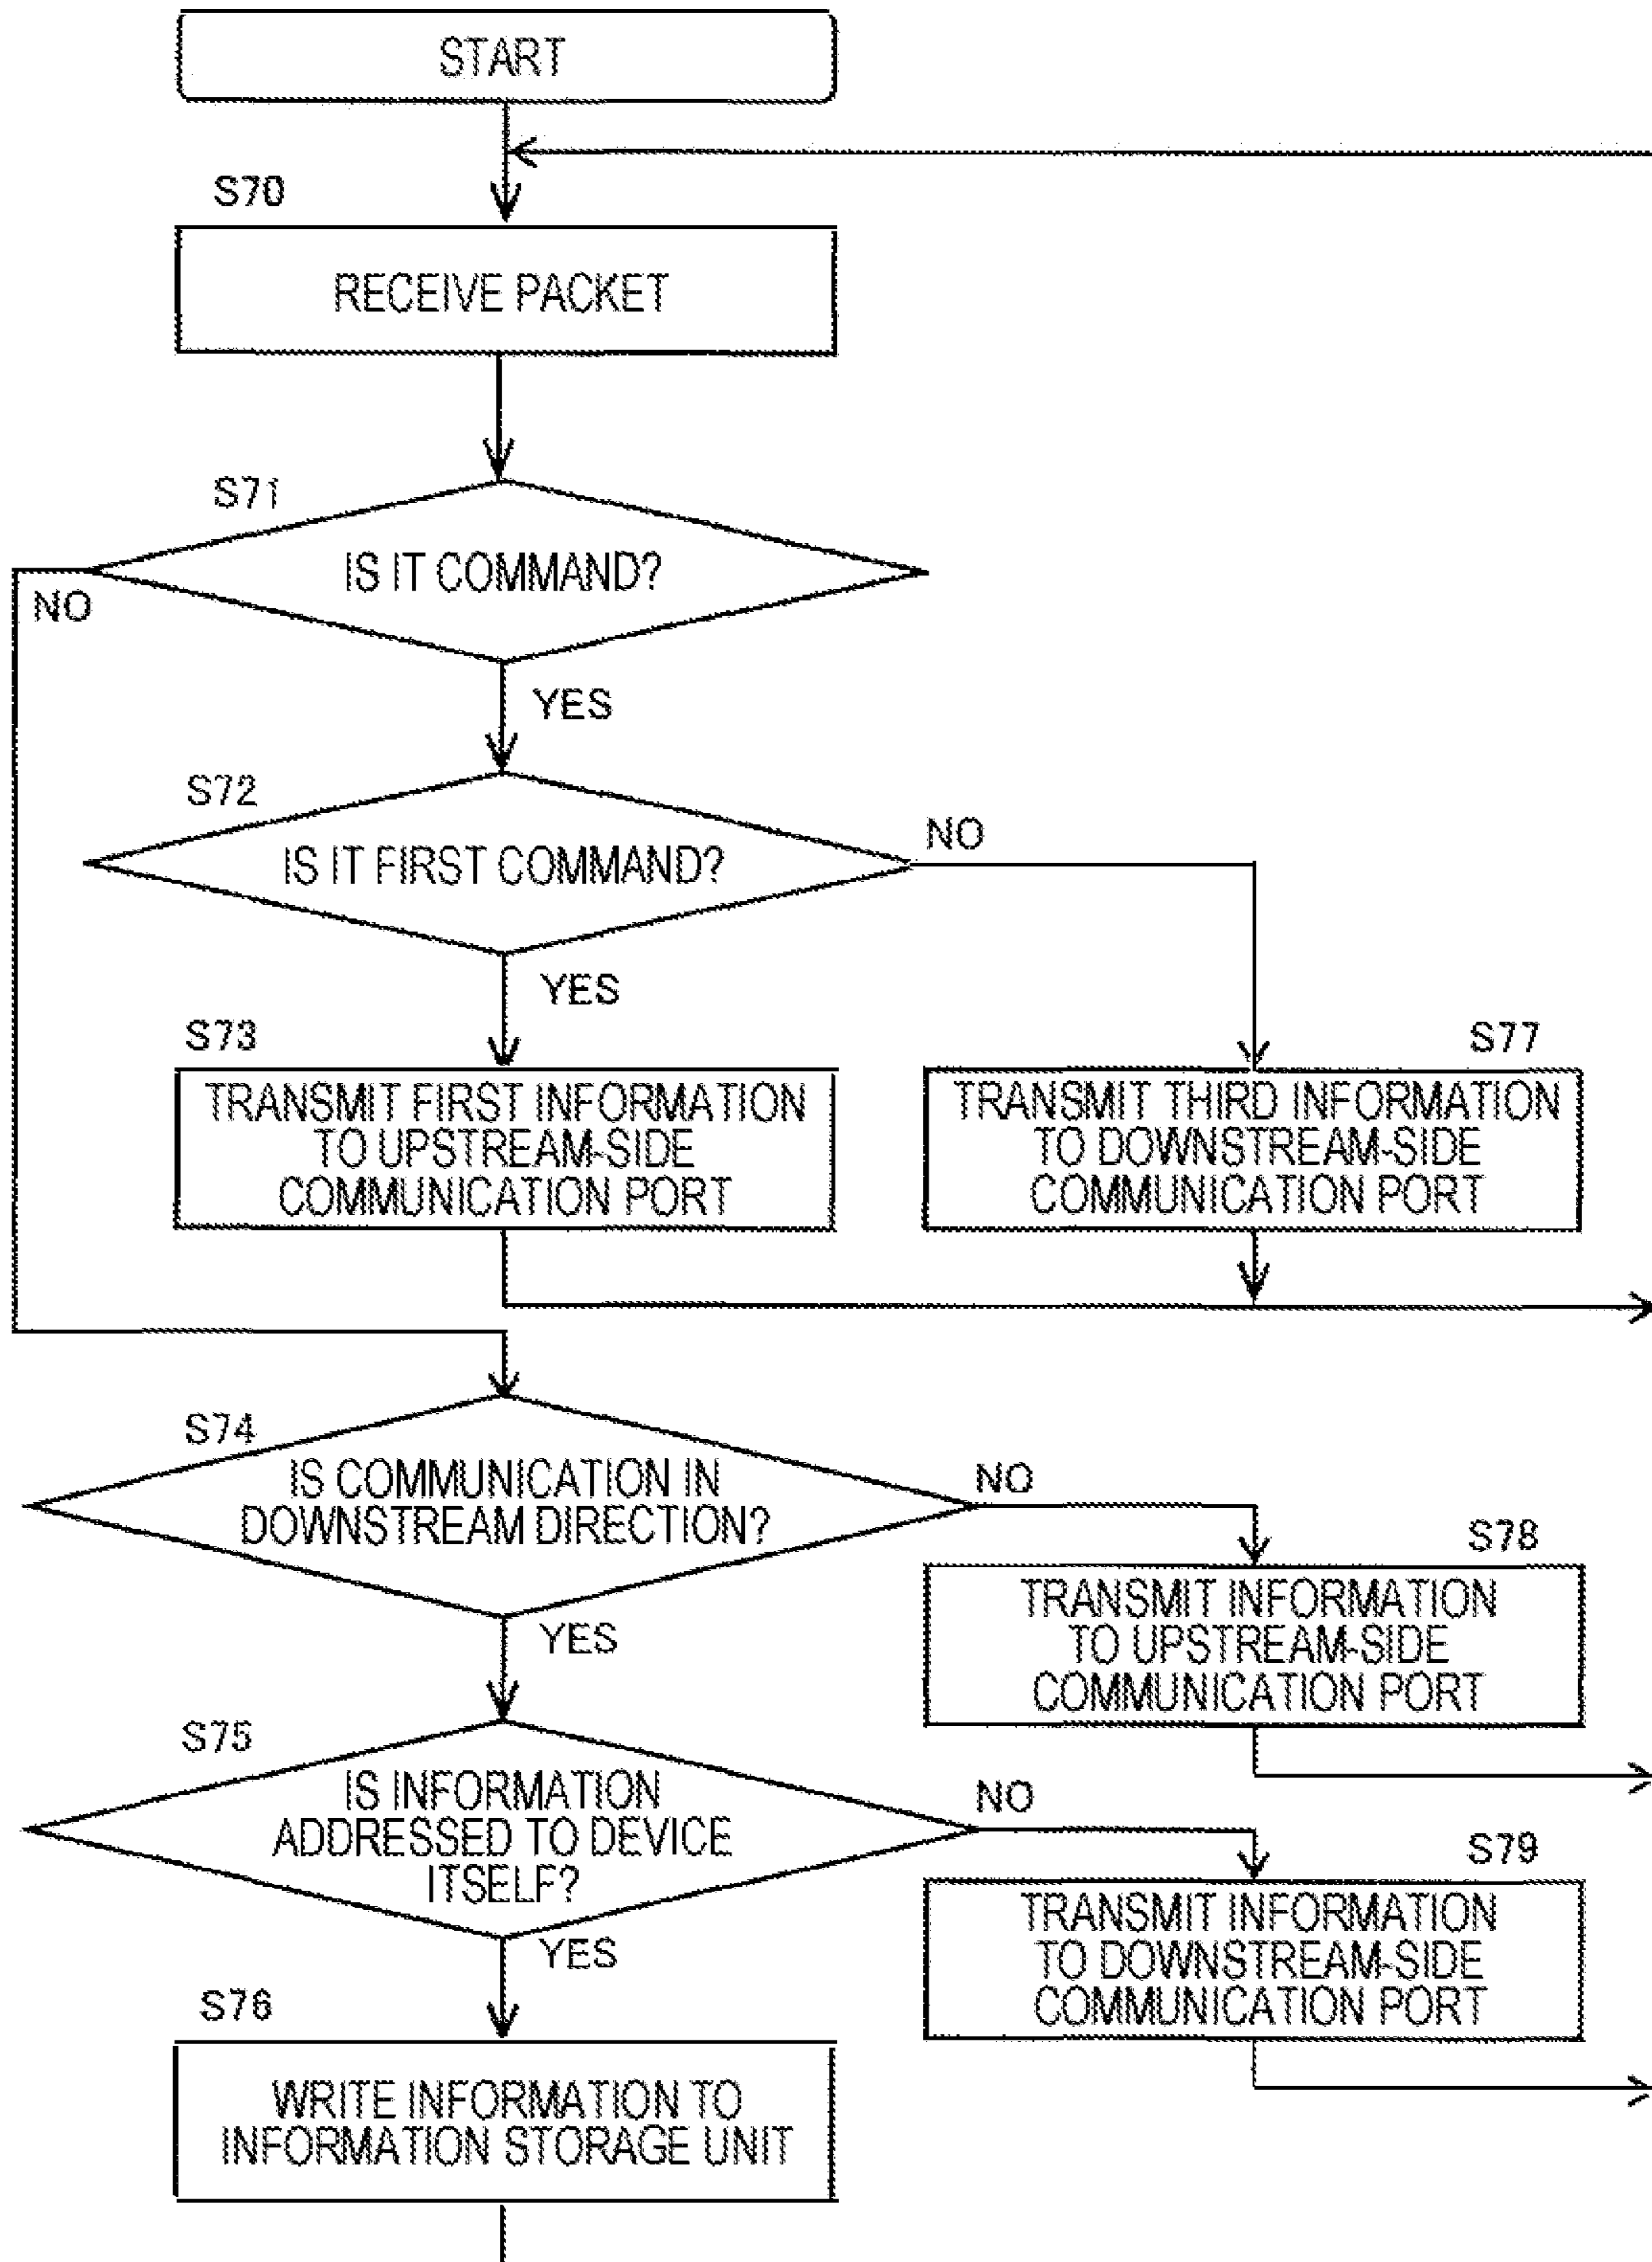 START
S70
RECEIVE PACKET
S71
IS IT COMMAND?
NO
YES
S72
IS IT FIRST COMMAND?
NO
YES
S73
TRANSMIT FIRST INFORMATION
TO UPSTREAM-SIDE
COMMUNICATION PORT
S77
TRANSMIT THIRD INFORMATION
TO DOWNSTREAM-SIDE
COMMUNICATION PORT
S74
IS COMMUNICATION IN
DOWNSTREAM DIRECTION?
NO
YES
S78
TRANSMIT INFORMATION
TO UPSTREAM-SIDE
COMMUNICATION PORT
S75
IS INFORMATION
ADDRESSED TO DEVICE
ITSELF?
NO
YES
S79
TRANSMIT INFORMATION
TO DOWNSTREAM-SIDE
COMMUNICATION PORT
S76
WRITE INFORMATION TO
INFORMATION STORAGE UNIT